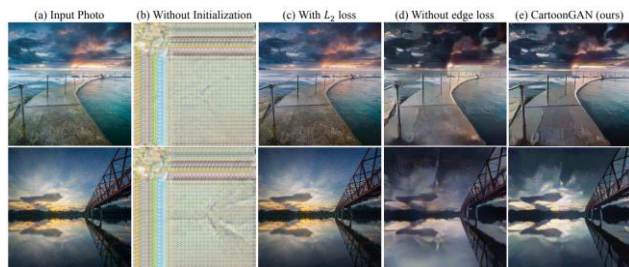 (a) Input Photo (b) Without Initialization (c) With L₂ loss (d) Without edge loss (e) CartoonGAN (ours)